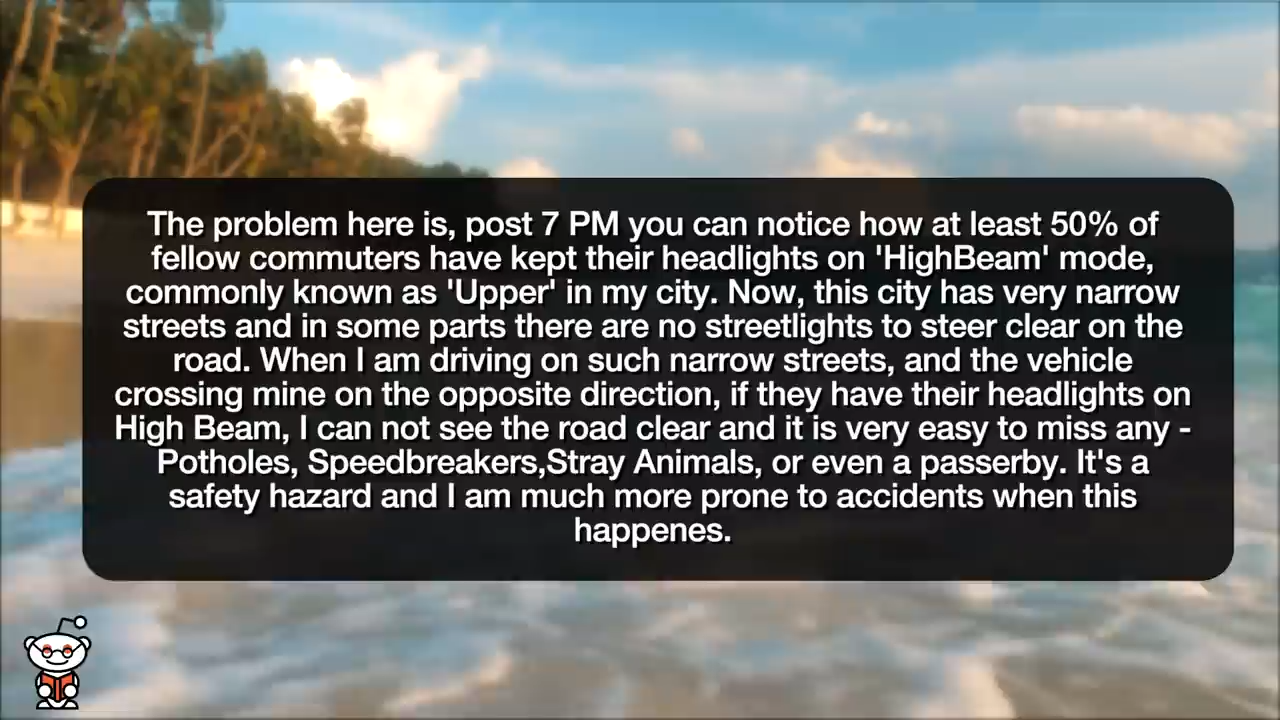 The problem here is, post 7 PM you can notice how at least 50% of
fellow commuters have kept their headlights on 'HighBeam' mode,
commonly known as 'Upper' in my city. Now, this city has very narrow
streets and in some parts there are no streetlights to steer clear on the
road. When I am driving on such narrow streets, and the vehicle
crossing mine on the opposite direction, if they have their headlights on
High Beam, I can not see the road clear and it is very easy to miss any -
Potholes, Speedbreakers,Stray Animals, or even a passerby. It's a
safety hazard and I am much more prone to accidents when this
happenes.